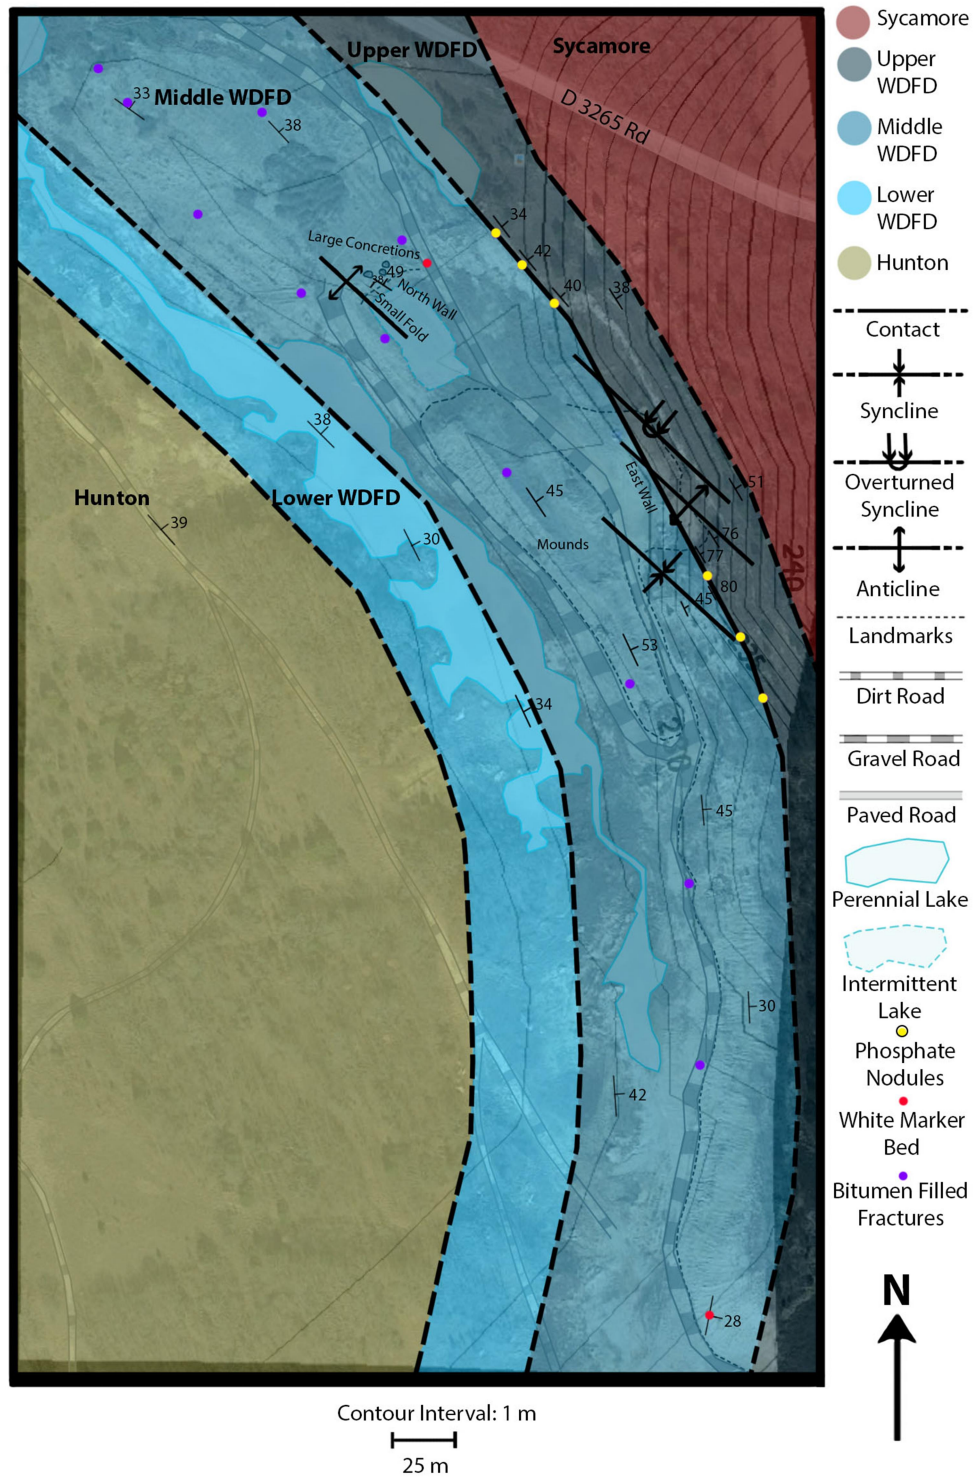 Upper WDFD
Sycamore
D 3265 Rd
33
Middle WDFD
38
34
Large Concretions
42
49
North Wall
40
38
Small Fold
38
45
East Wall
51
Hunton
Lower WDFD
39
30
Mounds
76
77
80
240
45
53
34
45
30
42
28
Sycamore
Upper
WDFD
Middle
WDFD
Lower
WDFD
Hunton
Contact
Syncline
Overturned
Syncline
Anticline
Landmarks
Dirt Road
Gravel Road
Paved Road
Perennial Lake
Intermittent
Lake
Phosphate
Nodules
White Marker
Bed
Bitumen Filled
Fractures
N
Contour Interval: 1 m
25 m